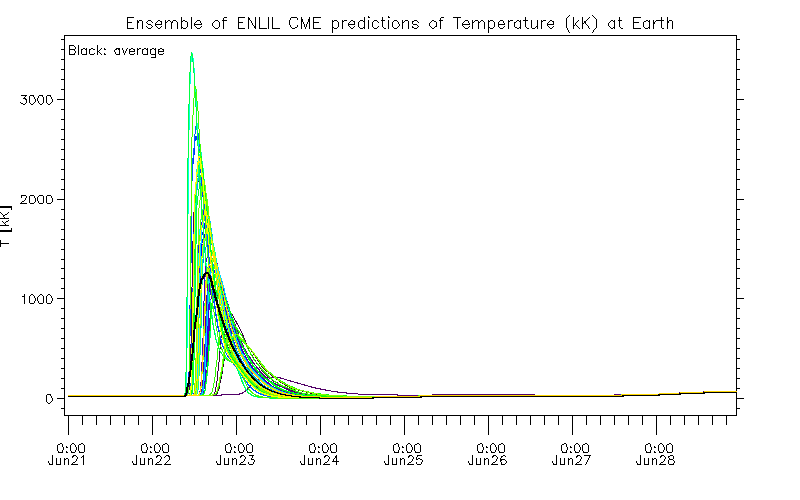 Ensemble of ENLIL CME predictions of Temperature (kK) at Earth
Black: average
3000
2000
1000
0
T [kK]
0:00 0:00 0:00 0:00 0:00 0:00 0:00 0:00
Jun21 Jun22 Jun23 Jun24 Jun25 Jun26 Jun27 Jun28